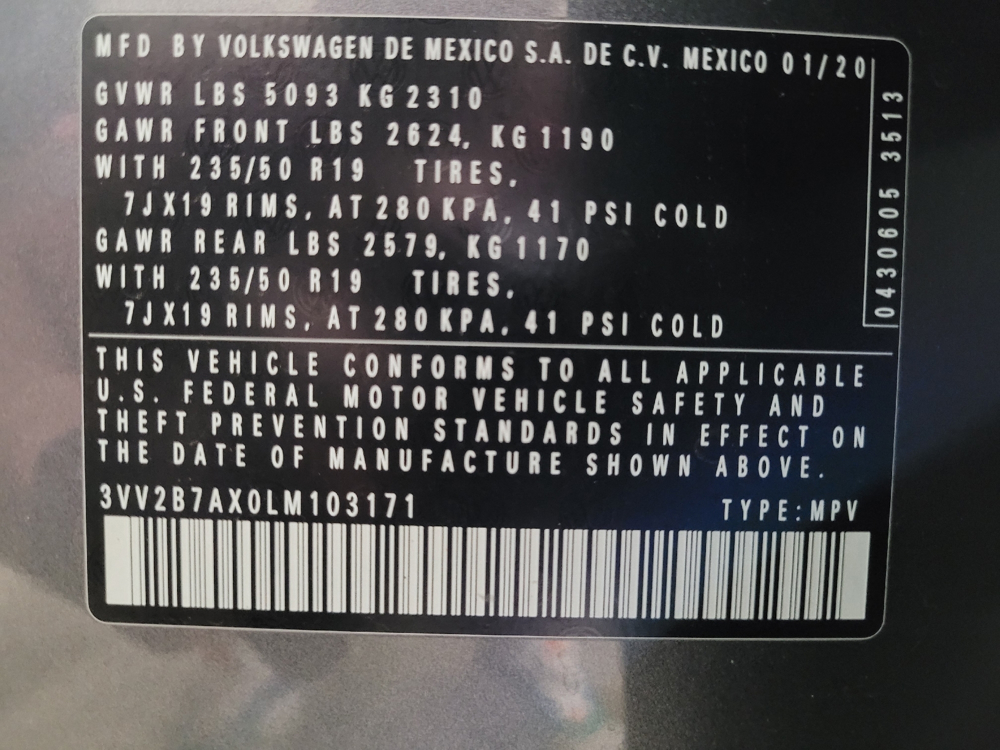 MFD BY VOLKSWAGEN DE MEXICO S.A. DE C.V. MEXICO 01/20
GVWR LBS 5093 KG 2310
GAWR FRONT LBS 2624, KG 1190
WITH 235/50 R19 TIRES,
7JX19 RIMS, AT 280 KPA, 41 PSI COLD
GAWR REAR LBS 2579, KG 1170
WITH 235/50 R19 TIRES,
7JX19 RIMS, AT 280 KPA, 41 PSI COLD
0430605 3513
THIS VEHICLE CONFORMS TO ALL APPLICABLE
U.S. FEDERAL MOTOR VEHICLE SAFETY AND
THEFT PREVENTION STANDARDS IN EFFECT ON
THE DATE OF MANUFACTURE SHOWN ABOVE.
3VV2B7AX0LM103171 TYPE:MPV